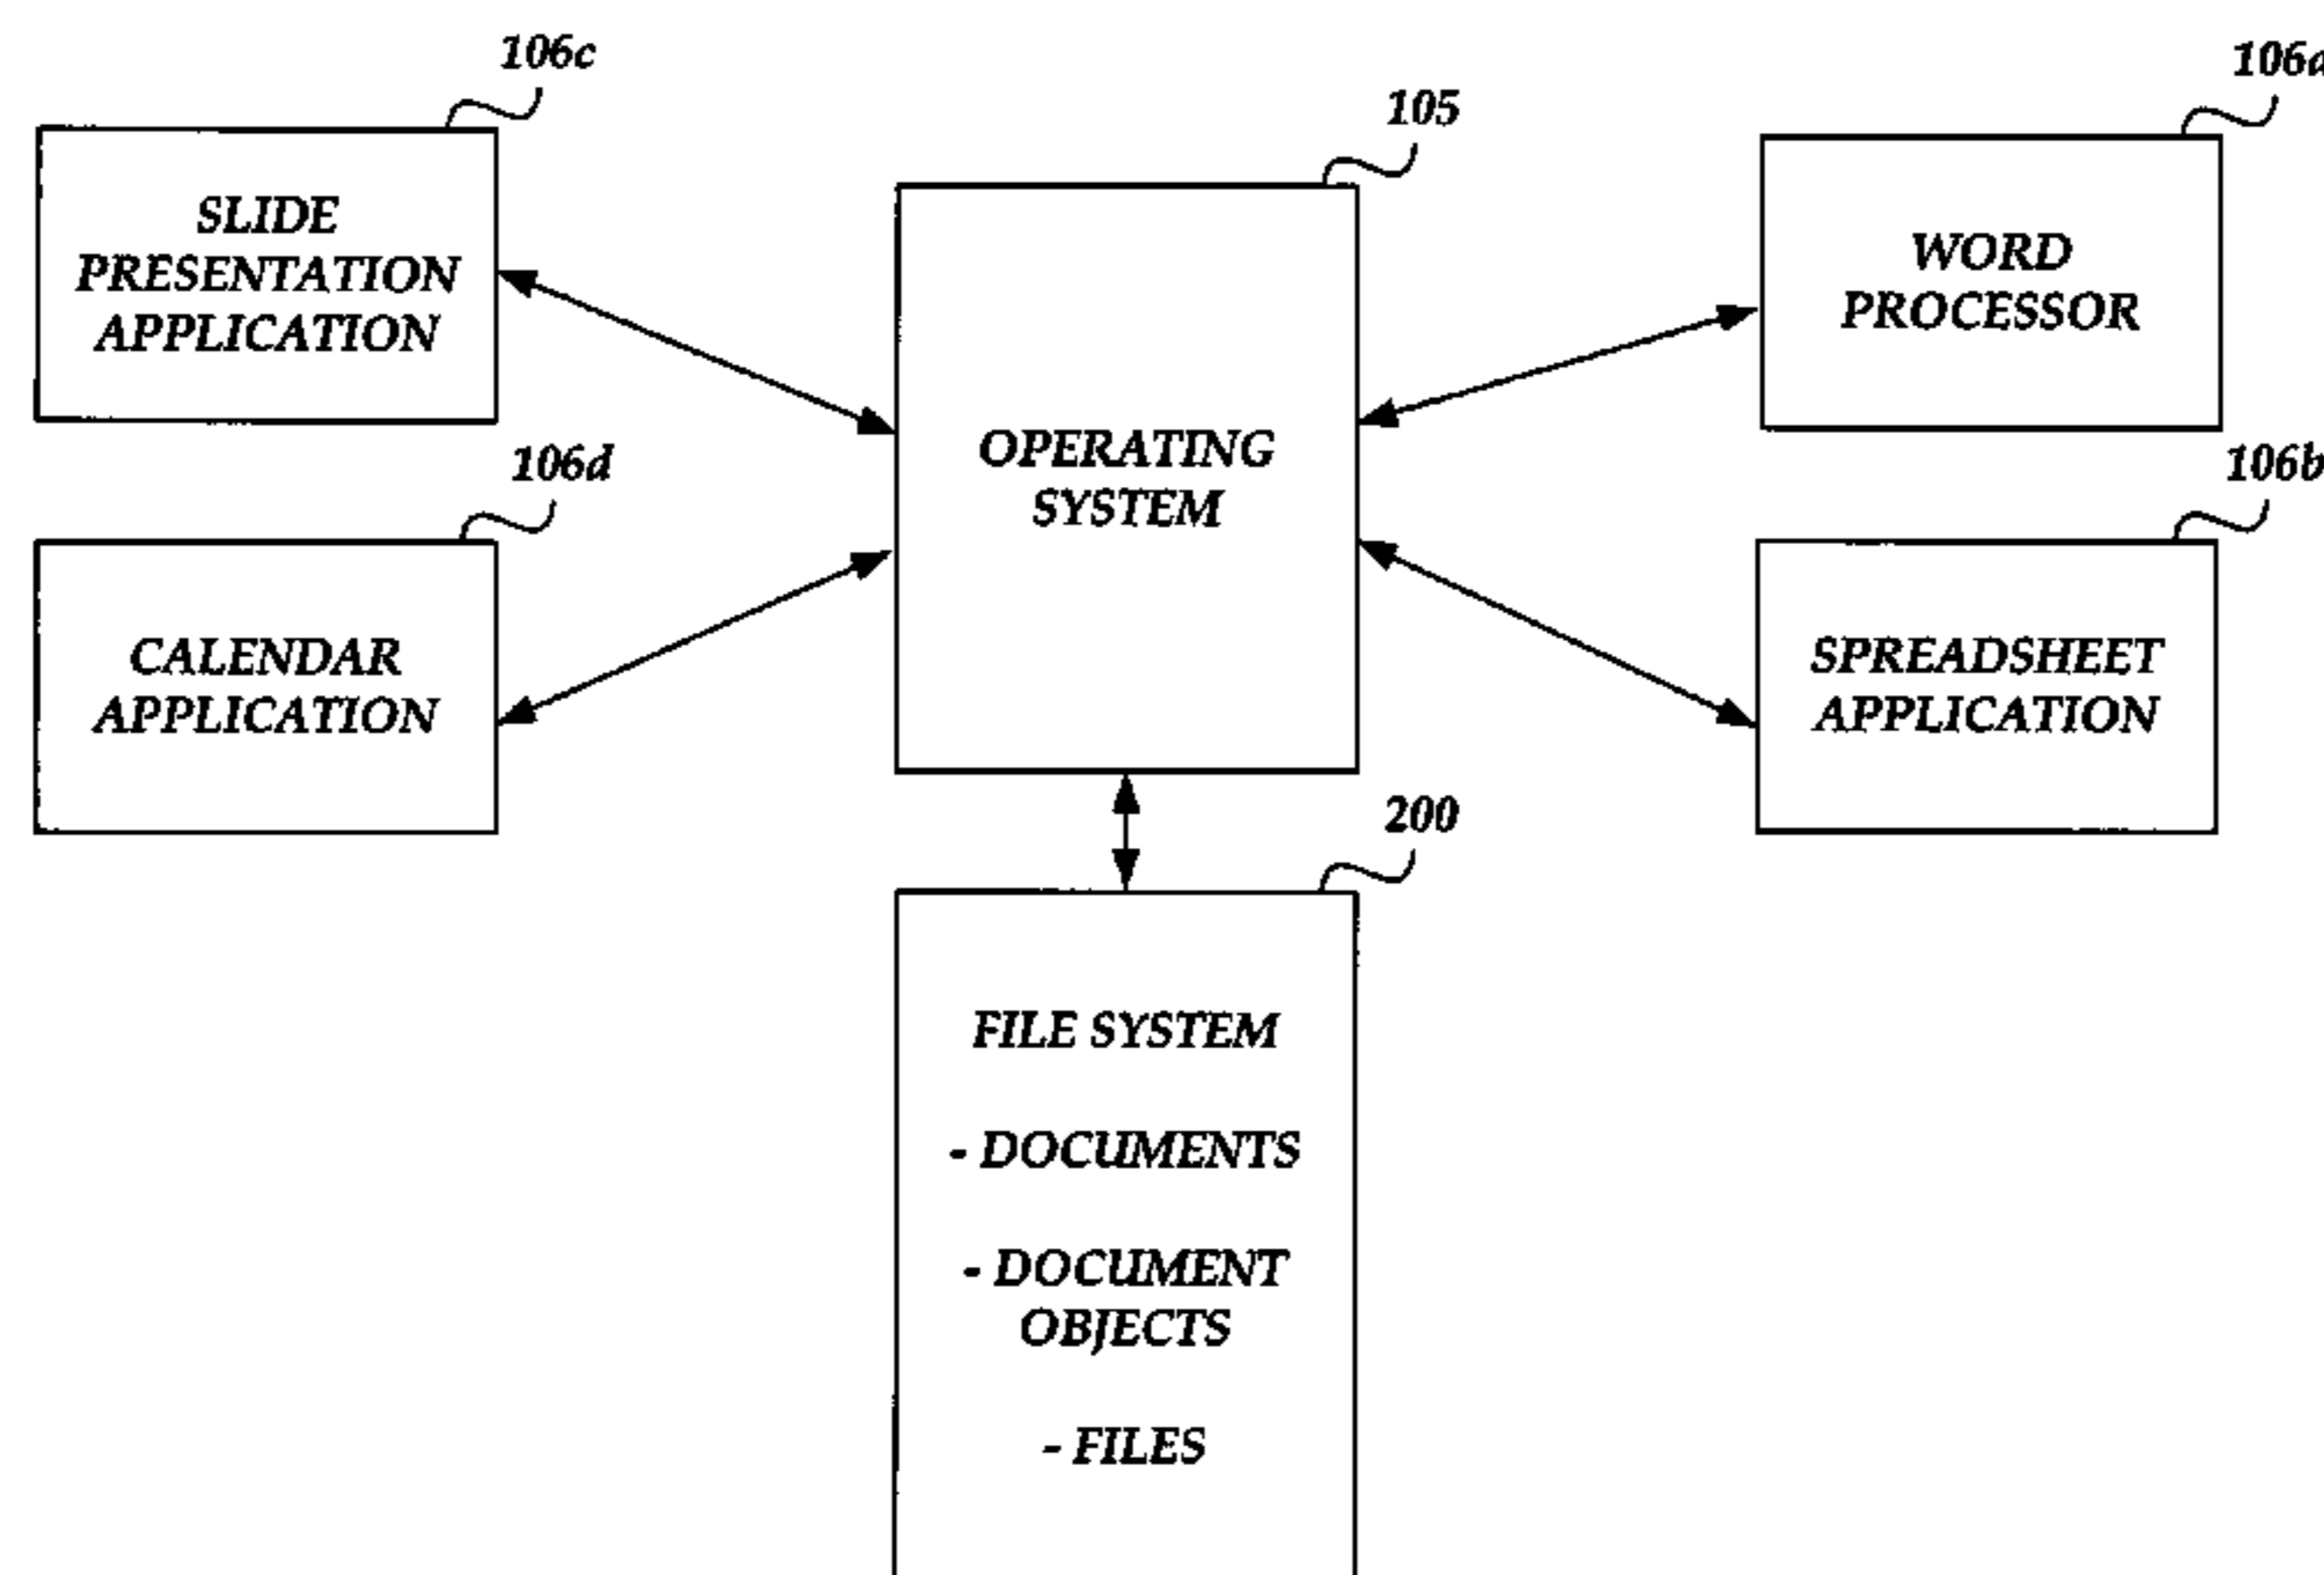 106c
SLIDE
PRESENTATION
APPLICATION
105
OPERATING
SYSTEM
106a
WORD
PROCESSOR
106d
CALENDAR
APPLICATION
106b
SPREADSHEET
APPLICATION
200
FILE SYSTEM
- DOCUMENTS
- DOCUMENT
OBJECTS
- FILES